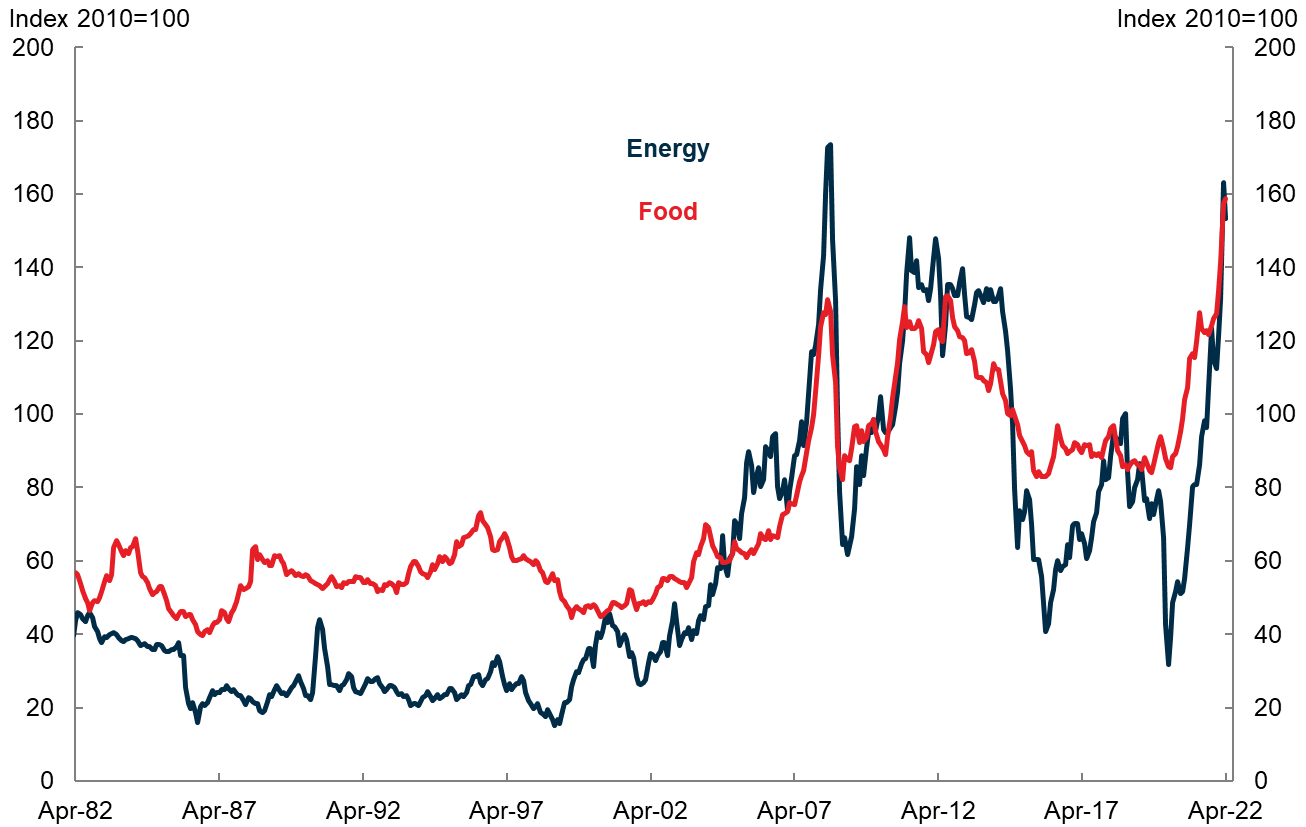 Index 2010=100 Index 2010=100
200 200
180 180
Energy
160 160
Food
140 140
120 120
100 100
80 80
60 60
40 40
20 20
0 0
Apr-82 Apr-87 Apr-92 Apr-97 Apr-02 Apr-07 Apr-12 Apr-17 Apr-22